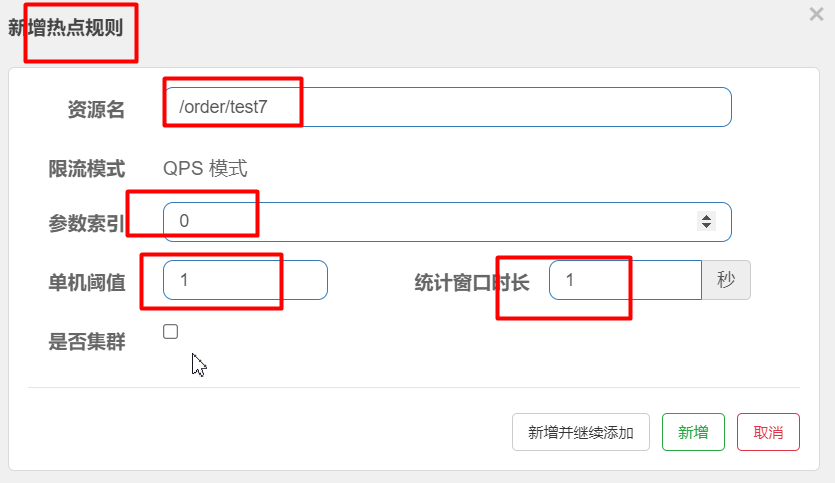 新增热点规则
×
资源名 /order/test7
限流模式 QPS 模式
参数索引 0
单机阈值 1 统计窗口时长 1 秒
是否集群
新增并继续添加 新增 取消